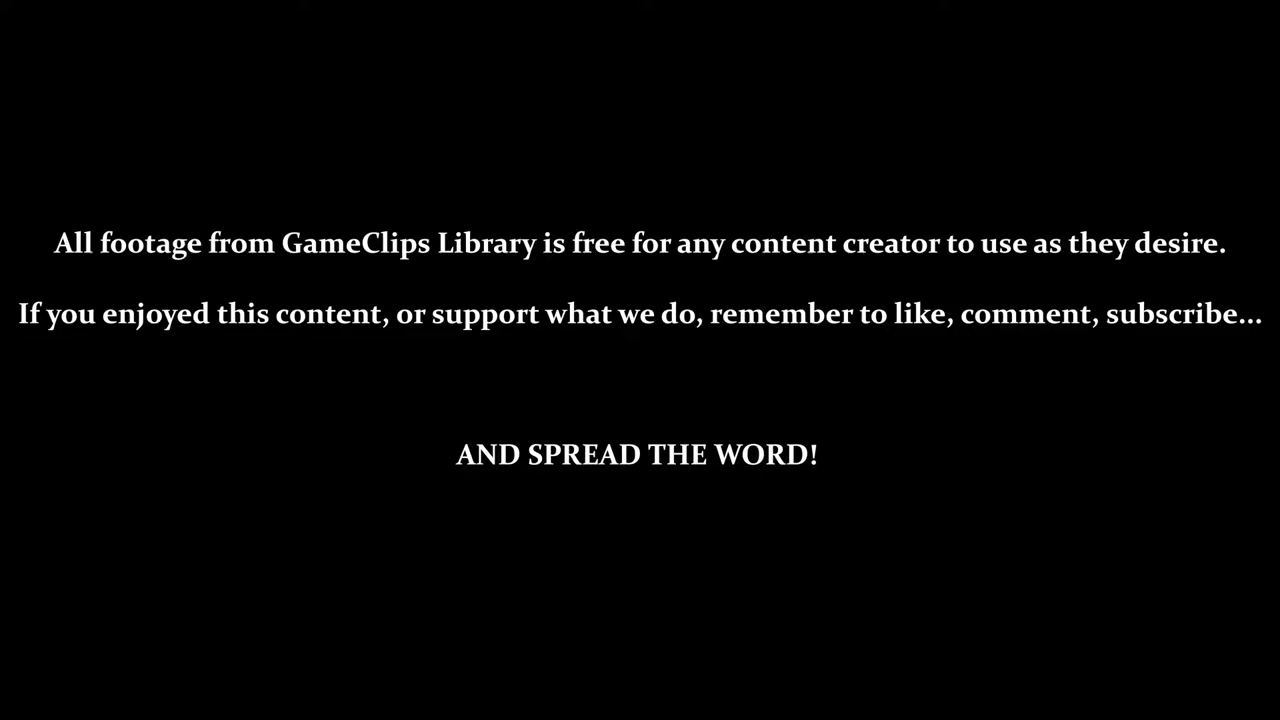 All footage from GameClips Library is free for any content creator to use as they desire.
If you enjoyed this content, or support what we do, remember to like, comment, subscribe...
AND SPREAD THE WORD!